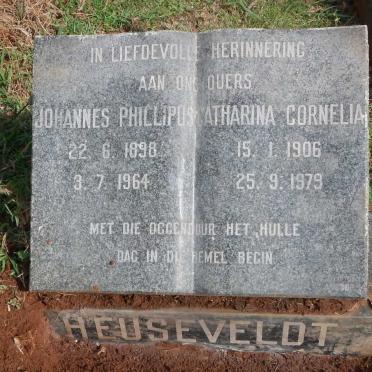 IN LIEFDEVOLLE HERINNERING
AAN ONS OUERS
JOHANNES PHILLIPUS CATHARINA CORNELIA
22.6.1898 15.1.1906
3.7.1964 25.9.1979
MET DIE OGGENDUUR HET HULLE
DAG IN DIE HEMEL BEGIN
HEUSEVELDT